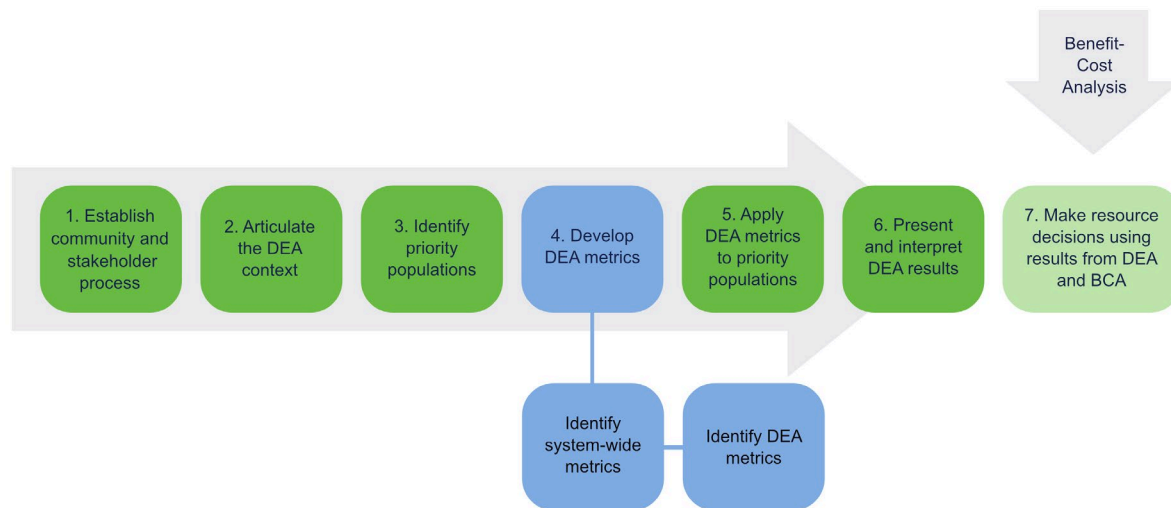 Benefit-
Cost
Analysis
1. Establish
community and
stakeholder
process
2. Articulate
the DEA
context
3. Identify
priority
populations
4. Develop
DEA metrics
5. Apply
DEA metrics
to priority
populations
6. Present
and interpret
DEA results
7. Make resource
decisions using
results from DEA
and BCA
Identify
system-wide
metrics
Identify DEA
metrics